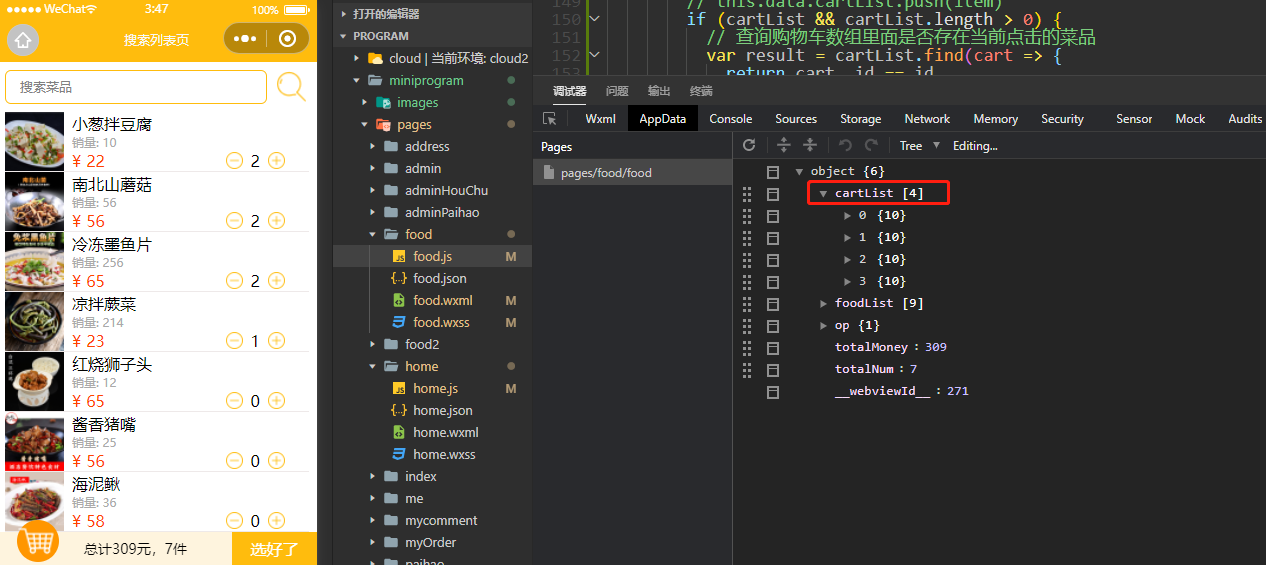 WeChat 3:47 100%
搜索列表页
搜索菜品
小葱拌豆腐
销量: 10
¥ 22 2
南北山蘑菇
销量: 56
¥ 56 2
冷冻墨鱼片
销量: 256
¥ 65 2
凉拌蕨菜
销量: 214
¥ 23 1
红烧狮子头
销量: 12
¥ 65 0
酱香猪嘴
销量: 25
¥ 56 0
海泥鳅
销量: 36
¥ 58 0
总计309元，7件 选好了
打开的编辑器
PROGRAM
cloud | 当前环境: cloud2
miniprogram
images
pages
address
admin
adminHouChu
adminPaihao
food
food.js M
food.json
food.wxml M
food.wxss M
food2
home
home.js M
home.json
home.wxml
home.wxss
index
me
mycomment
myOrder
paihao
149 // this.data.cartList.push(item)
150 if (cartList && cartList.length > 0) {
151 // 查询购物车数组里面是否存在当前点击的菜品
152 var result = cartList.find(cart => {
153 return cart._id == id
调试器 问题 输出 终端
Wxml AppData Console Sources Storage Network Memory Security Sensor Mock Audits
Pages
pages/food/food
Tree Editing...
object {6}
cartList [4]
0 {10}
1 {10}
2 {10}
3 {10}
foodList [9]
op {1}
totalMoney : 309
totalNum : 7
__webviewId__ : 271